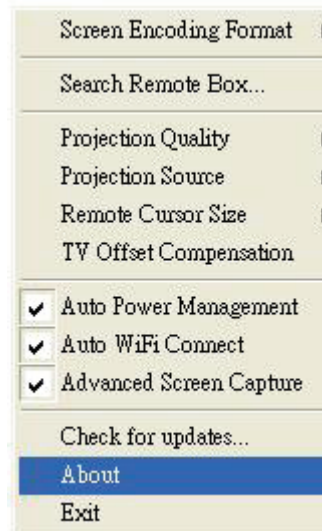 Screen Encoding Format
Search Remote Box...
Projection Quality
Projection Source
Remote Cursor Size
TV Offset Compensation
Auto Power Management
Auto WiFi Connect
Advanced Screen Capture
Check for updates...
About
Exit